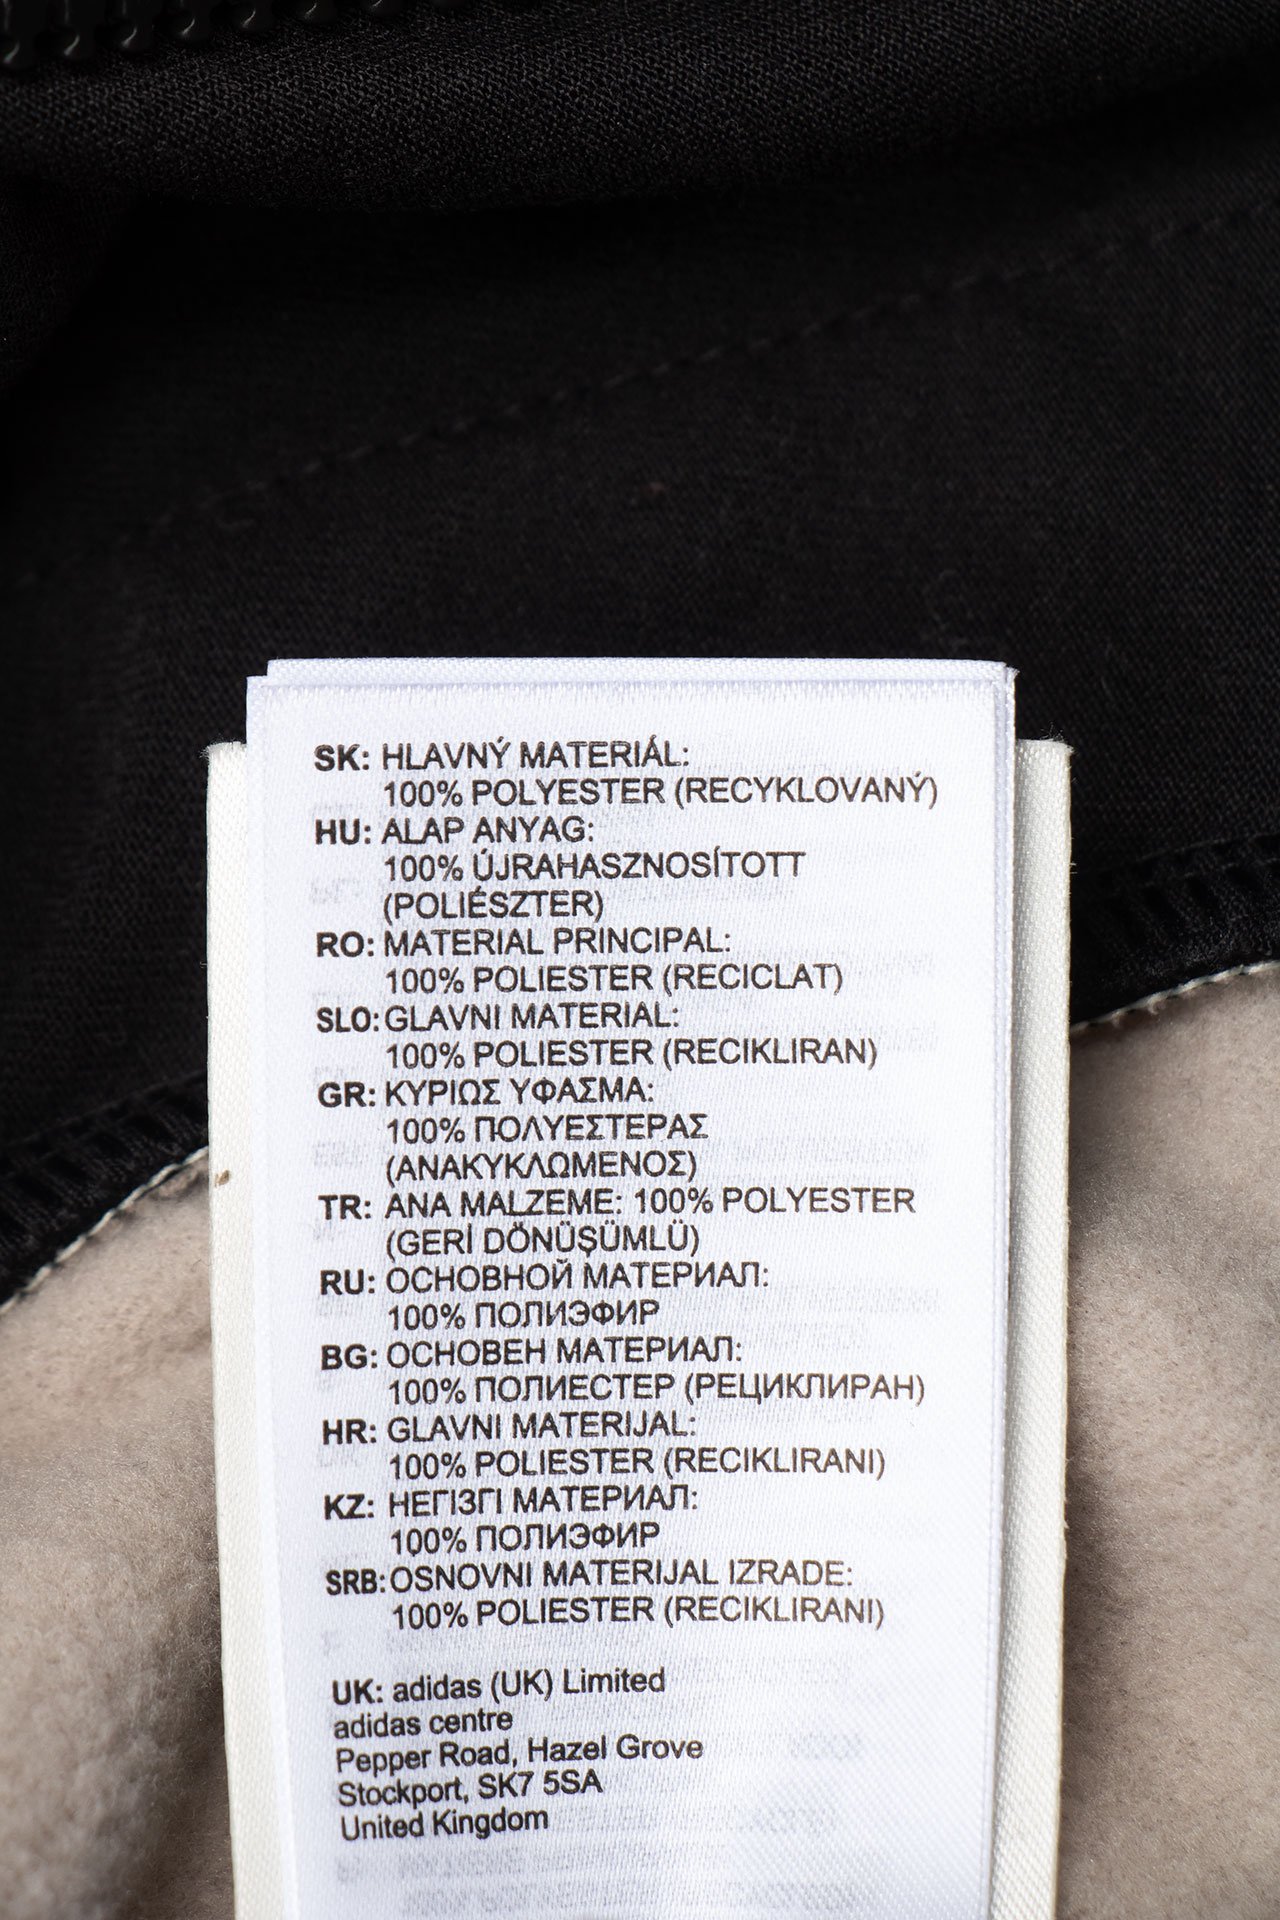 SK: HLAVNÝ MATERIÁL:
100% POLYESTER (RECYKLOVANÝ)
HU: ALAP ANYAG:
100% ÚJRAHASZNOSÍTOTT
(POLIÉSZTER)
RO: MATERIAL PRINCIPAL:
100% POLIESTER (RECICLAT)
SLO: GLAVNI MATERIAL:
100% POLIESTER (RECIKLIRAN)
GR: ΚΥΡΙΩΣ ΥΦΑΣΜΑ:
100% ΠΟΛΥΕΣΤΕΡΑΣ
(ΑΝΑΚΥΚΛΩΜΕΝΟΣ)
TR: ANA MALZEME: 100% POLYESTER
(GERİ DÖNÜŞÜMLÜ)
RU: ОСНОВНОЙ МАТЕРИАЛ:
100% ПОЛИЭФИР
BG: ОСНОВЕН МАТЕРИАЛ:
100% ПОЛИЕСТЕР (РЕЦИКЛИРАН)
HR: GLAVNI MATERIJAL:
100% POLIESTER (RECIKLIRANI)
KZ: НЕГІЗГІ МАТЕРИАЛ:
100% ПОЛИЭФИР
SRB: OSNOVNI MATERIJAL IZRADE:
100% POLIESTER (RECIKLIRANI)
UK: adidas (UK) Limited
adidas centre
Pepper Road, Hazel Grove
Stockport, SK7 5SA
United Kingdom